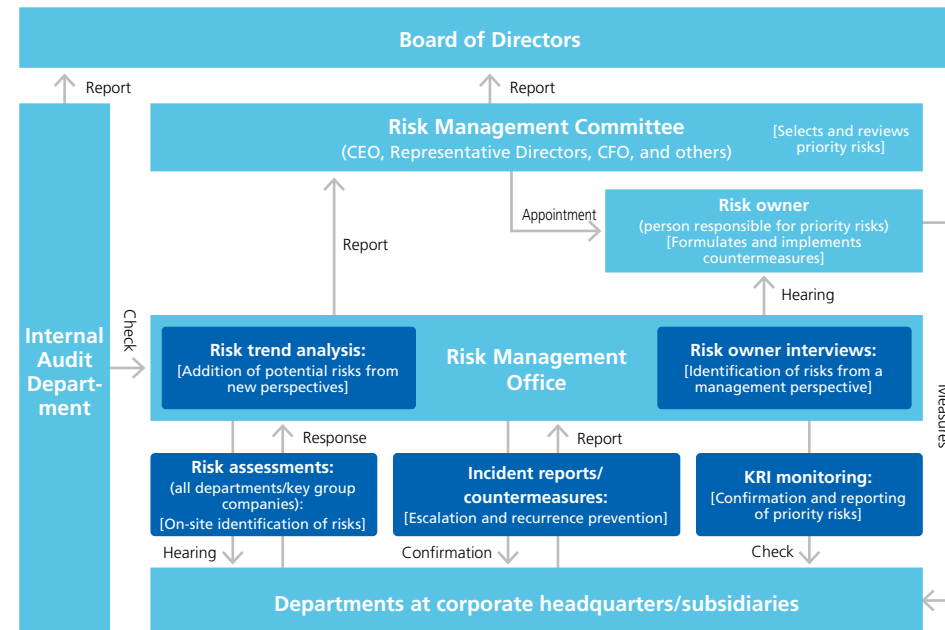 Board of Directors
Report
Report
Risk Management Committee
(CEO, Representative Directors, CFO, and others)
[Selects and reviews
priority risks]
Appointment
Risk owner
(person responsible for priority risks)
[Formulates and implements
countermeasures]
Report
Hearing
Internal
Audit
Depart-
ment
Check
Risk trend analysis:
[Addition of potential risks from
new perspectives]
Risk Management
Office
Risk owner interviews:
[Identification of risks from a
management perspective]
Measures
Response
Report
Risk assessments:
(all departments/key group
companies):
[On-site identification of risks]
Incident reports/
countermeasures:
[Escalation and recurrence prevention]
KRI monitoring:
[Confirmation and reporting
of priority risks]
Hearing
Confirmation
Check
Departments at corporate headquarters/subsidiaries